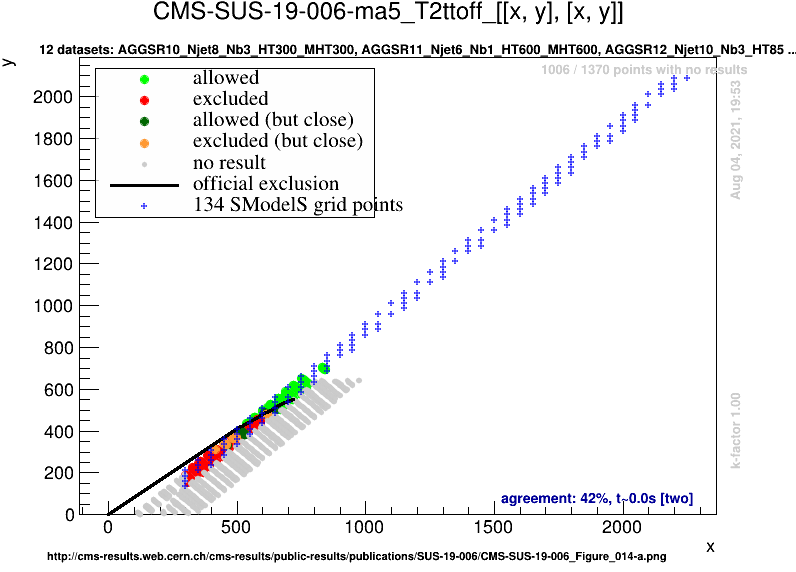 CMS-SUS-19-006-ma5_T2ttoff_[[x, y], [x, y]]
12 datasets: AGGSR10_Njet8_Nb3_HT300_MHT300, AGGSR11_Njet6_Nb1_HT600_MHT600, AGGSR12_Njet10_Nb3_HT85 ...
y
1006 / 1370 points with no results
allowed
excluded
allowed (but close)
excluded (but close)
no result
official exclusion
134 SModelS grid points
Aug 04, 2021, 19:53
k-factor 1.00
2000
1800
1600
1400
1200
1000
800
600
400
200
0
agreement: 42%, t~0.0s [two]
0 500 1000 1500 2000
x
http://cms-results.web.cern.ch/cms-results/public-results/publications/SUS-19-006/CMS-SUS-19-006_Figure_014-a.png